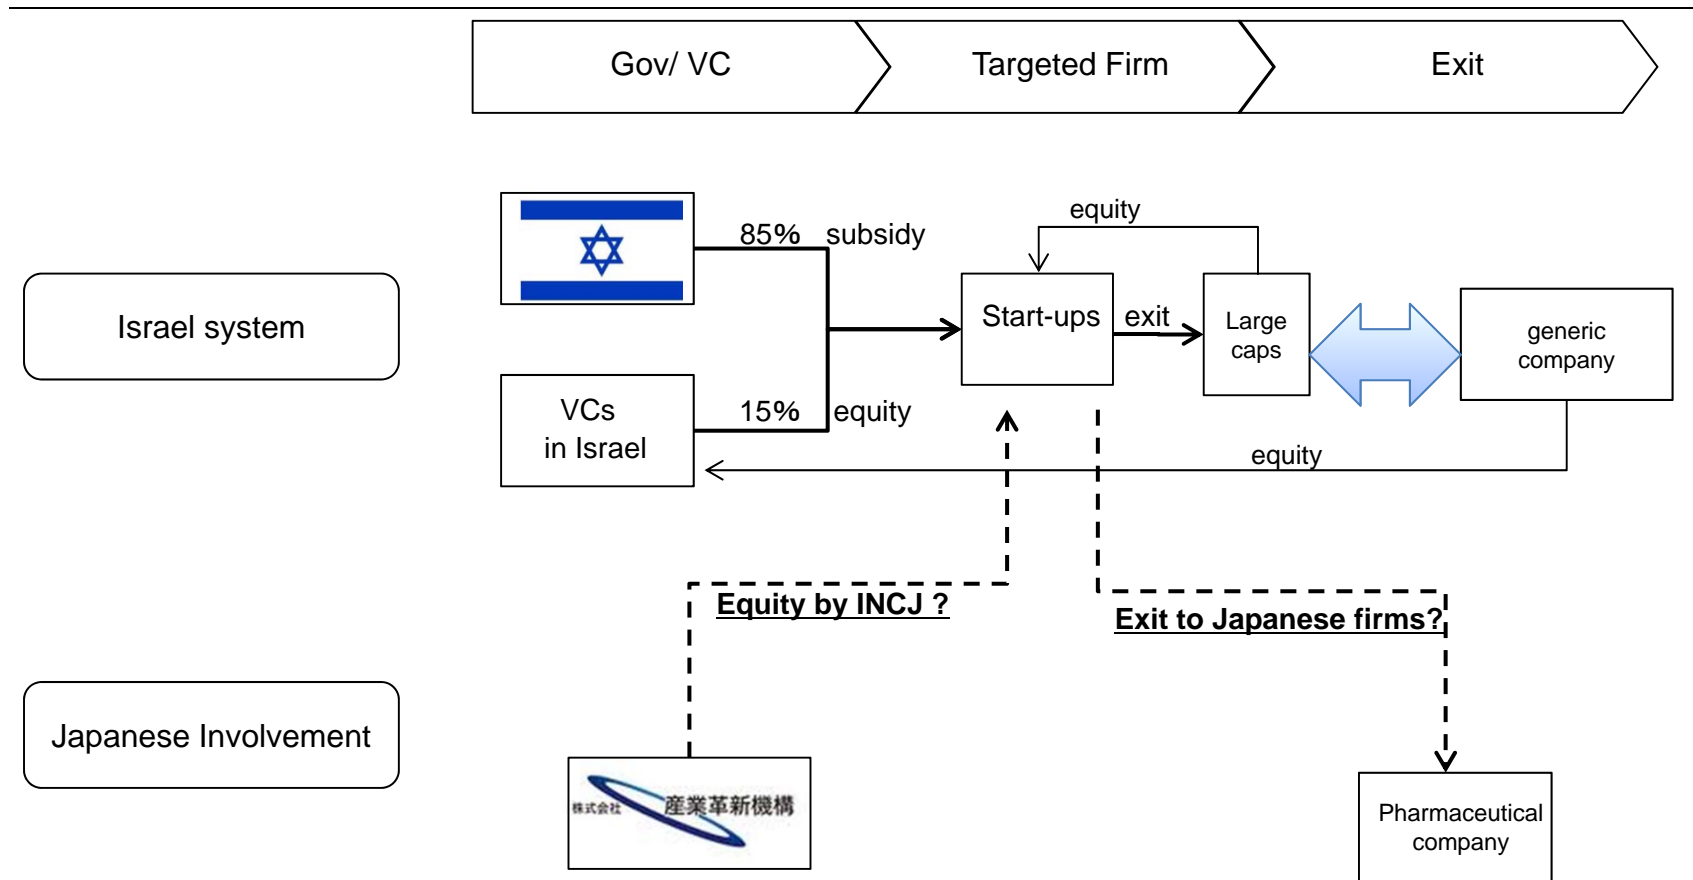 Gov/ VC
Targeted Firm
Exit
Israel system
85%
subsidy
15%
equity
VCs
in Israel
equity
Start-ups
exit
Large
caps
generic
company
equity
Equity by INCJ ?
Exit to Japanese firms?
Japanese Involvement
株式会社 産業革新機構
Pharmaceutical
company